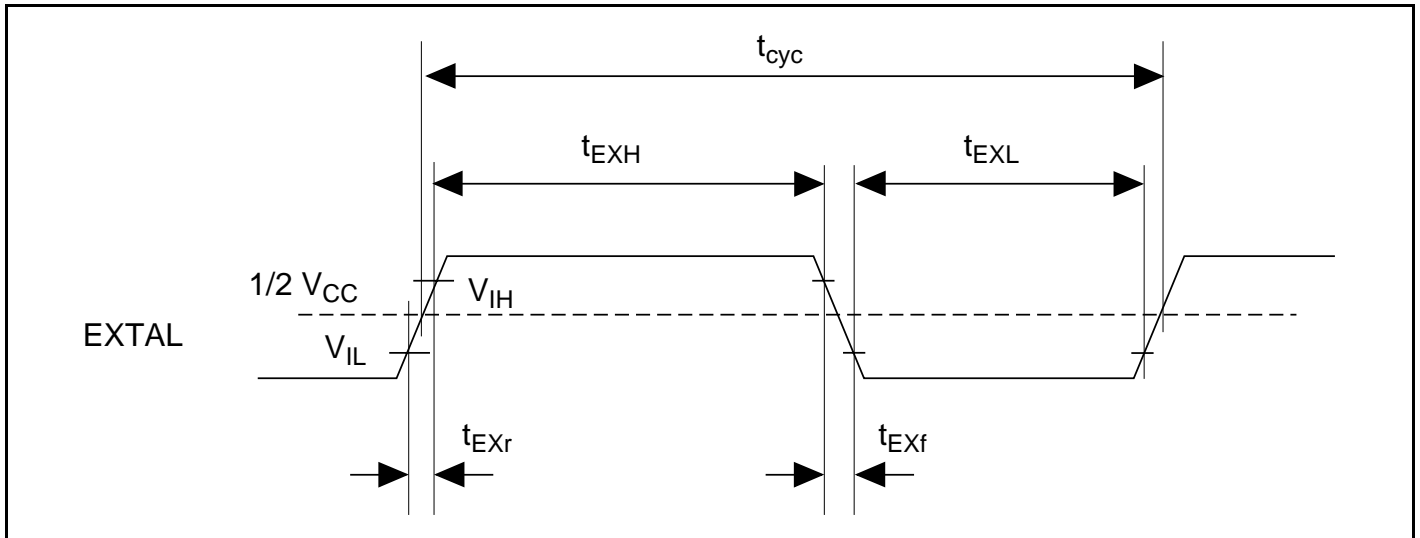 tcyc
tEXH tEXL
1/2 VCC
VIH
EXTAL
VIL
tEXr tEXf